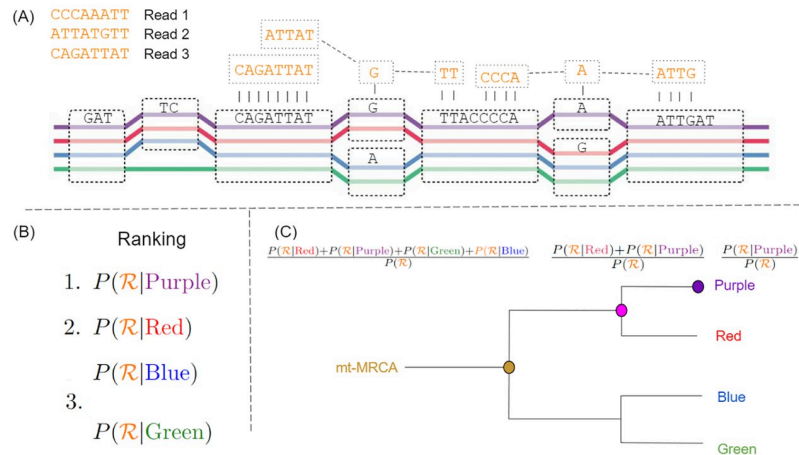 (A)
CCCAAATT Read 1
ATTATGTT Read 2
CAGATTAT Read 3
ATTAT
CAGATTAT
G
TT
CCCA
A
ATTG
GAT
TC
CAGATTAT
G
TTACCCCA
A
ATTGAT
A
G
(B)
Ranking
1. P(R|Purple)
2. P(R|Red)
P(R|Blue)
3.
P(R|Green)
(C)
P(R|Red)+P(R|Purple)+P(R|Green)+P(R|Blue)
P(R)
P(R|Red)+P(R|Purple)
P(R)
P(R|Purple)
P(R)
Purple
Red
mt-MRCA
Blue
Green